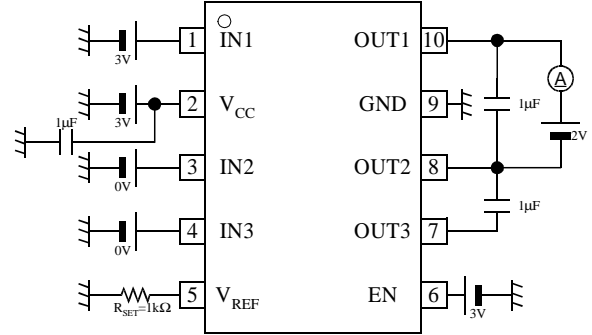 1 IN1 OUT1 10
3V
A
2 VCC GND 9
3V
1μF
1μF
2V
3 IN2 OUT2 8
0V
4 IN3 OUT3 7
0V
1μF
5 VREF EN 6
RSET=1kΩ
3V